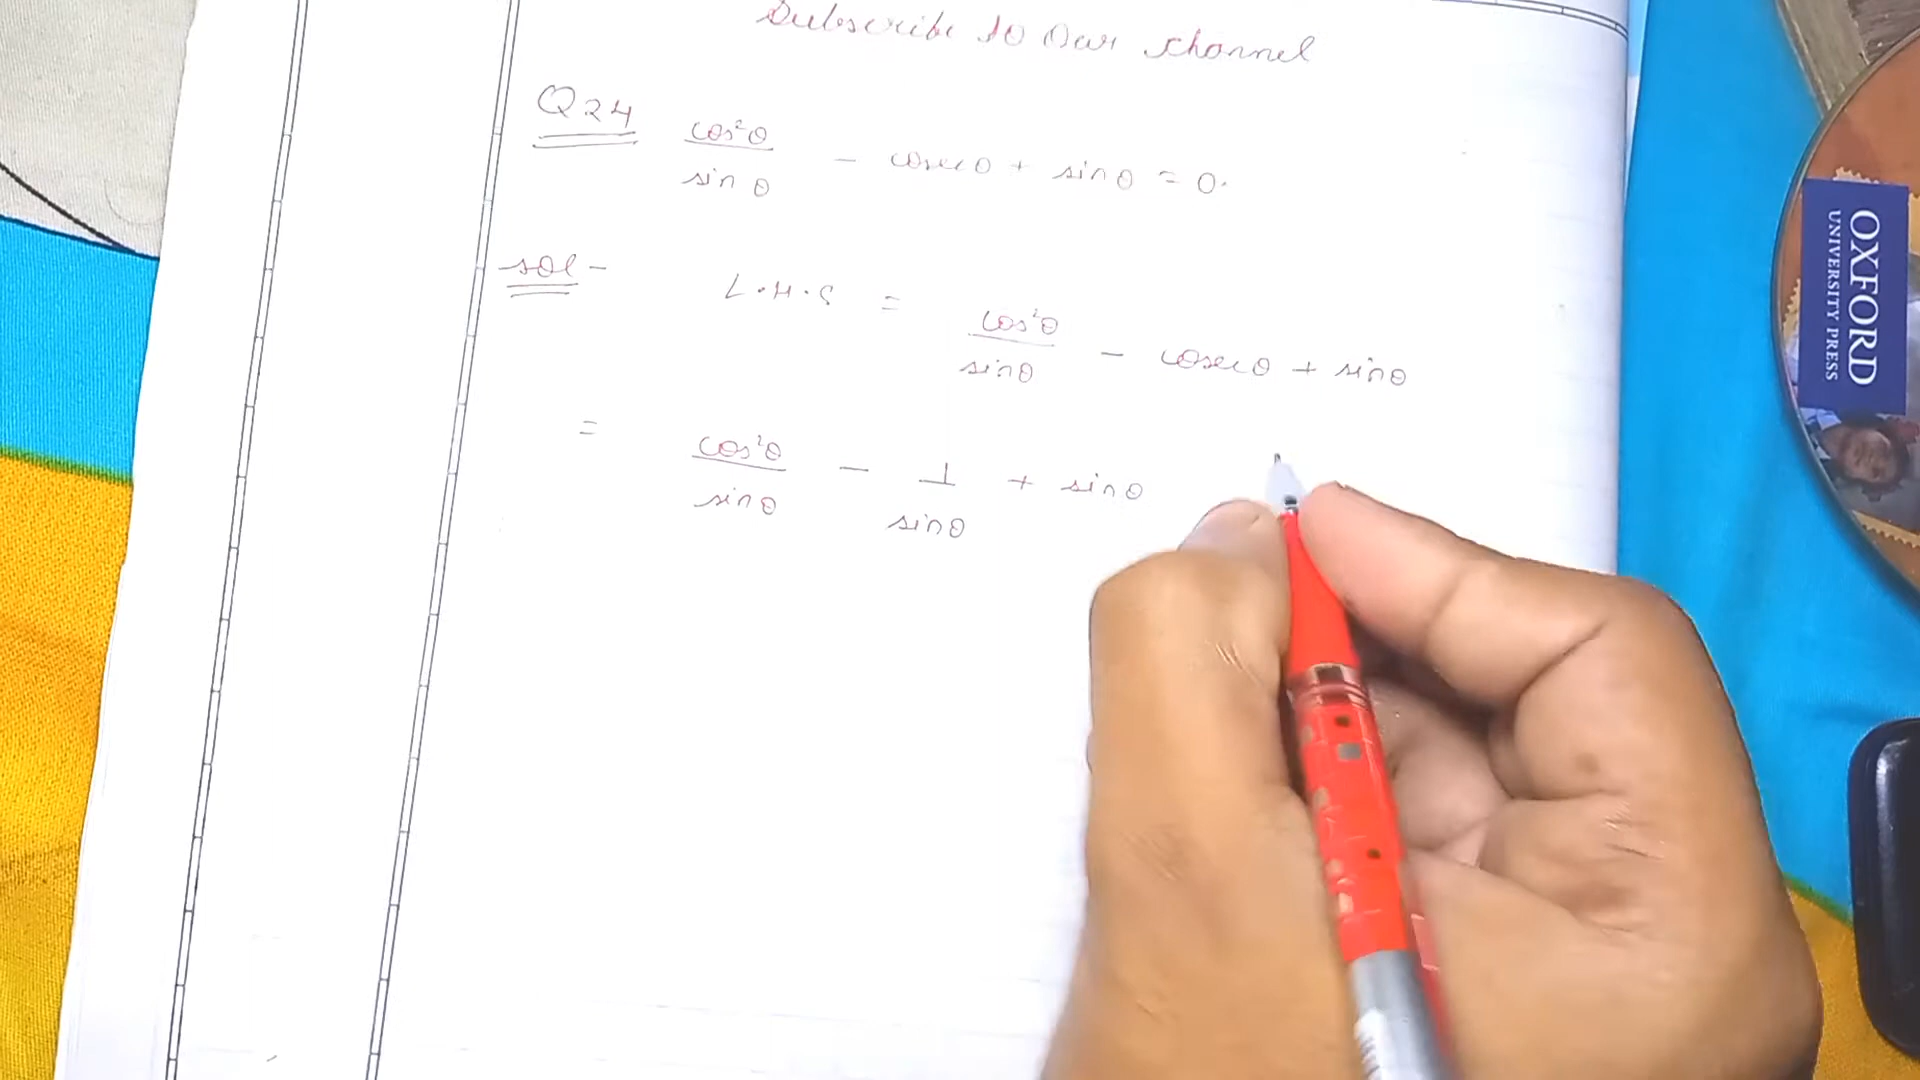 Subscribe to Our channel
Q24 cos²θ/sin θ - cosecθ + sinθ = 0.
sol - L.H.S = cos²θ/sinθ - cosecθ + sinθ
= cos²θ/sinθ - 1/sinθ + sinθ
OXFORD
UNIVERSITY PRESS